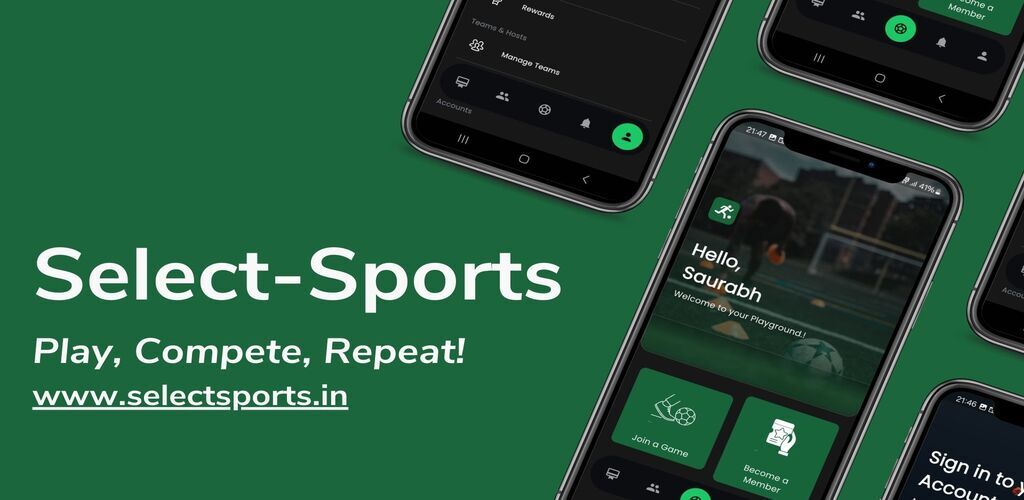 Select-Sports
Play, Compete, Repeat!
www.selectsports.in
Rewards
Teams & Hosts
Manage Teams
Accounts
Become a
Member
21:47
41%
Hello,
Saurabh
Welcome to your Playground.!
Join a Game
Become a
Member
21:46
Sign in to
Account